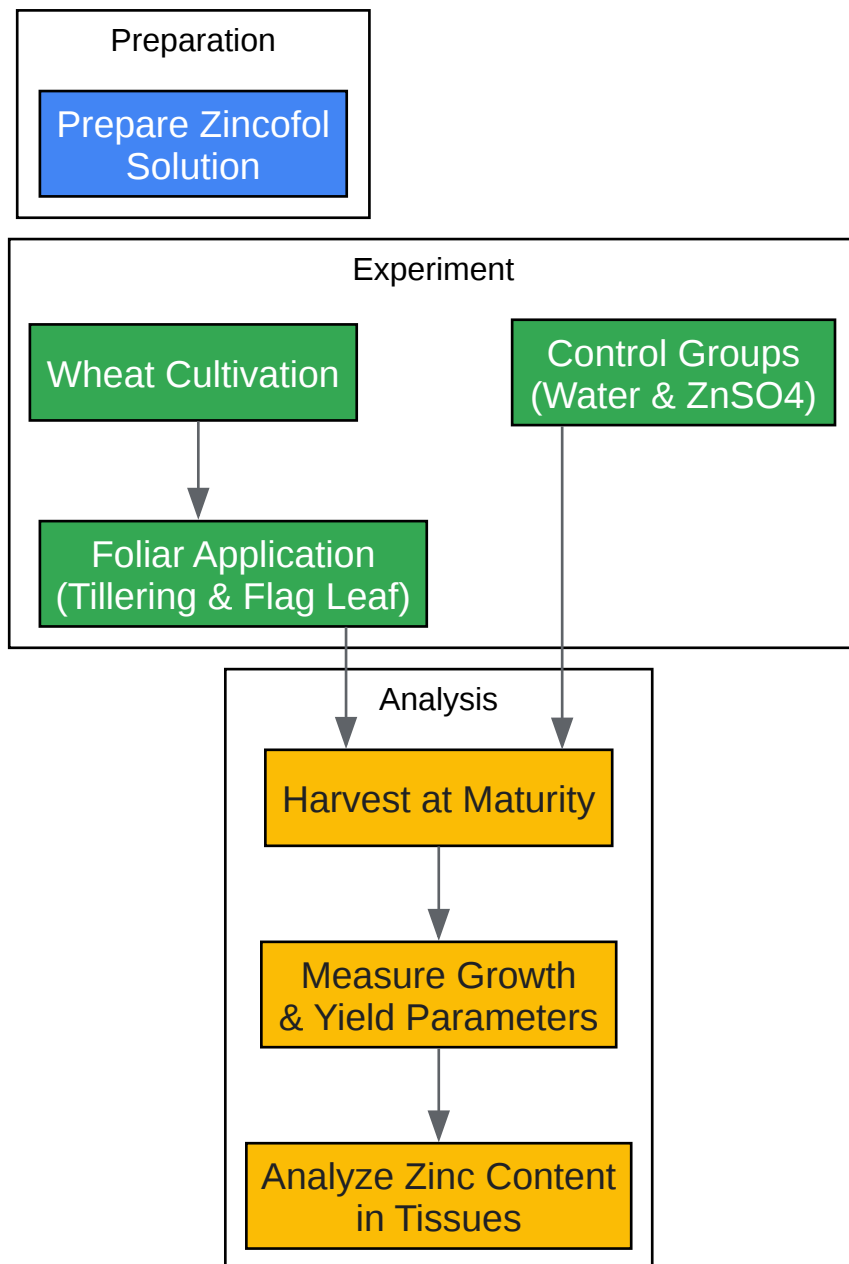 Preparation
Prepare Zincofol
Solution
Experiment
Wheat Cultivation
Control Groups
(Water & ZnSO4)
Foliar Application
(Tillering & Flag Leaf)
Analysis
Harvest at Maturity
Measure Growth
& Yield Parameters
Analyze Zinc Content
in Tissues